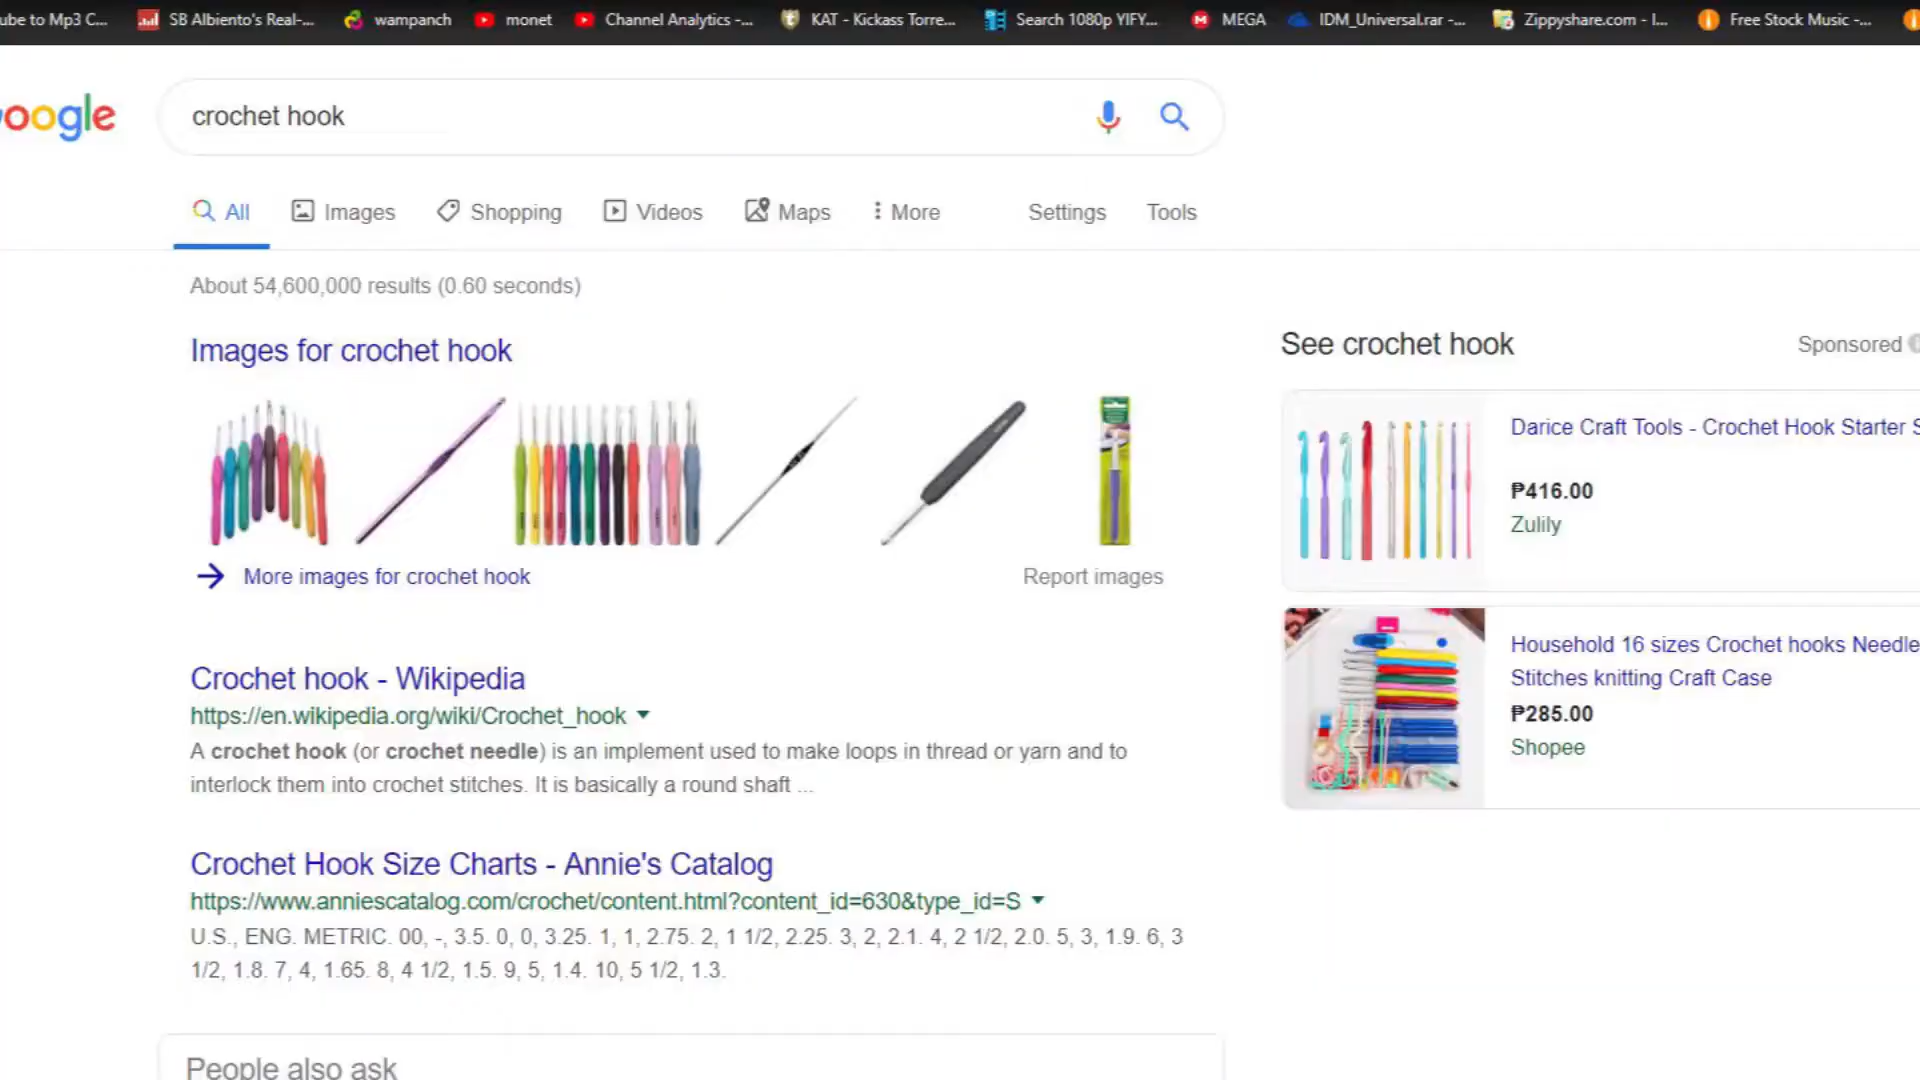 ube to Mp3 C... SB Albiento's Real-... wampanch monet Channel Analytics -... KAT - Kickass Torre... Search 1080p YIFY... MEGA IDM_Universal.rar -... Zippyshare.com - I... Free Stock Music -...
oogle
crochet hook
All Images Shopping Videos Maps More Settings Tools
About 54,600,000 results (0.60 seconds)
Images for crochet hook
More images for crochet hook Report images
Crochet hook - Wikipedia
https://en.wikipedia.org/wiki/Crochet_hook
A crochet hook (or crochet needle) is an implement used to make loops in thread or yarn and to
interlock them into crochet stitches. It is basically a round shaft ...
Crochet Hook Size Charts - Annie's Catalog
https://www.anniescatalog.com/crochet/content.html?content_id=630&type_id=S
U.S., ENG. METRIC. 00, -, 3.5. 0, 0, 3.25. 1, 1, 2.75. 2, 1 1/2, 2.25. 3, 2, 2.1. 4, 2 1/2, 2.0. 5, 3, 1.9. 6, 3
1/2, 1.8. 7, 4, 1.65. 8, 4 1/2, 1.5. 9, 5, 1.4. 10, 5 1/2, 1.3.
People also ask
See crochet hook Sponsored
Darice Craft Tools - Crochet Hook Starter S
₱416.00
Zulily
Household 16 sizes Crochet hooks Needle
Stitches knitting Craft Case
₱285.00
Shopee